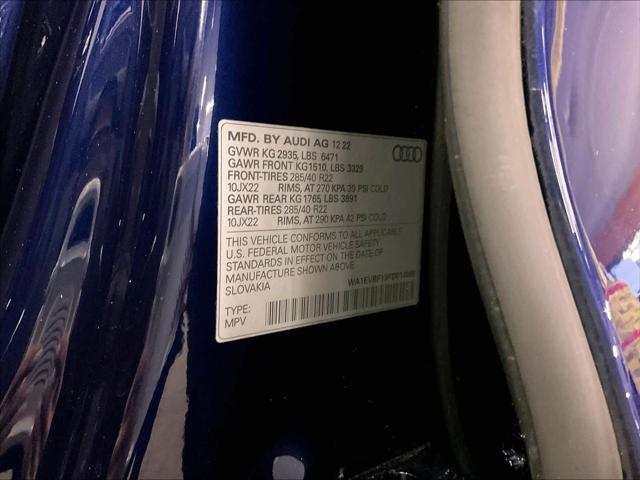 MFD. BY AUDI AG 12 22
GVWR KG 2935, LBS 6471
GAWR FRONT KG1510, LBS 3329
FRONT-TIRES 285/40 R22
10JX22 RIMS, AT 270 KPA 39 PSI COLD
GAWR REAR KG 1765, LBS 3891
REAR-TIRES 285/40 R22
10JX22 RIMS, AT 290 KPA 42 PSI COLD
THIS VEHICLE CONFORMS TO ALL APPLICABLE
U.S. FEDERAL MOTOR VEHICLE SAFETY
STANDARDS IN EFFECT ON THE DATE OF
MANUFACTURE SHOWN ABOVE.
SLOVAKIA
TYPE:
MPV